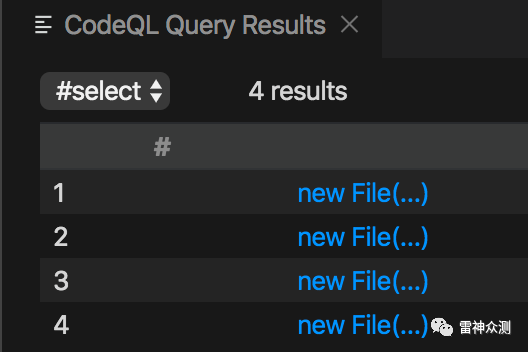 CodeQL Query Results
#select 4 results
#
1 new File(...)
2 new File(...)
3 new File(...)
4 new File(...)
雷神众测